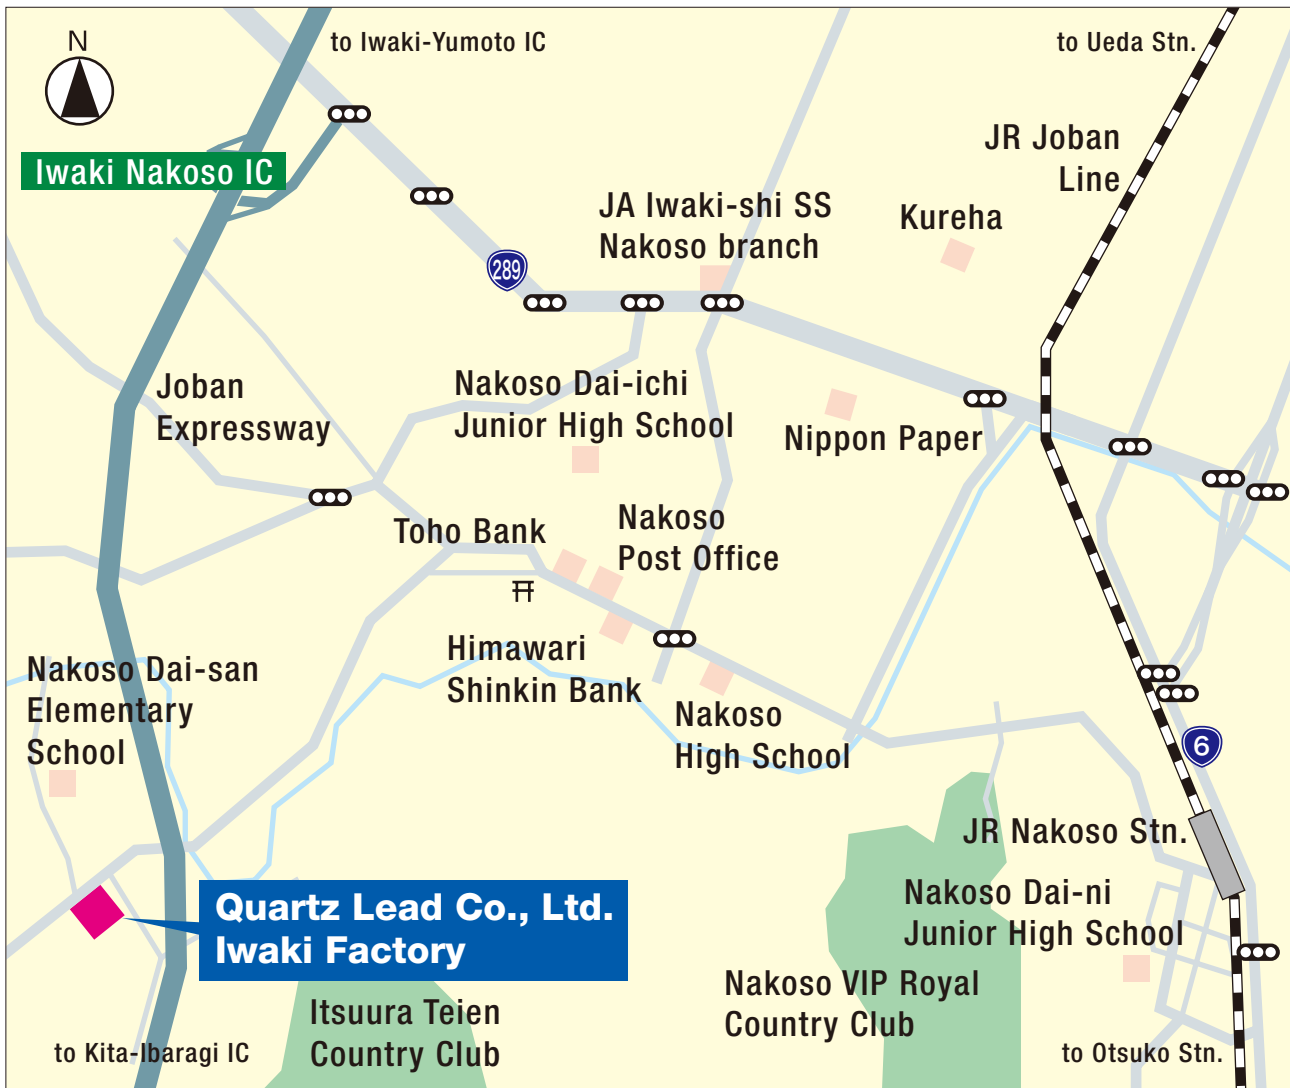 N
to Iwaki-Yumoto IC
to Ueda Stn.
JR Joban
Line
Iwaki Nakoso IC
JA Iwaki-shi SS
Nakoso branch
Kureha
289
Joban
Expressway
Nakoso Dai-ichi
Junior High School
Nippon Paper
Toho Bank
Nakoso
Post Office
Himawari
Shinkin Bank
Nakoso Dai-san
Elementary
School
Nakoso
High School
6
JR Nakoso Stn.
Quartz Lead Co., Ltd.
Iwaki Factory
Nakoso Dai-ni
Junior High School
Nakoso VIP Royal
Country Club
Itsuura Teien
Country Club
to Kita-Ibaragi IC
to Otsuko Stn.